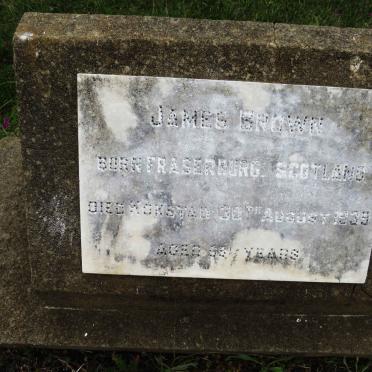 JAMES BROWN
BORN FRASERBURG, SCOTLAND
DIED KOKSTAD 30TH AUGUST
AGED YEARS